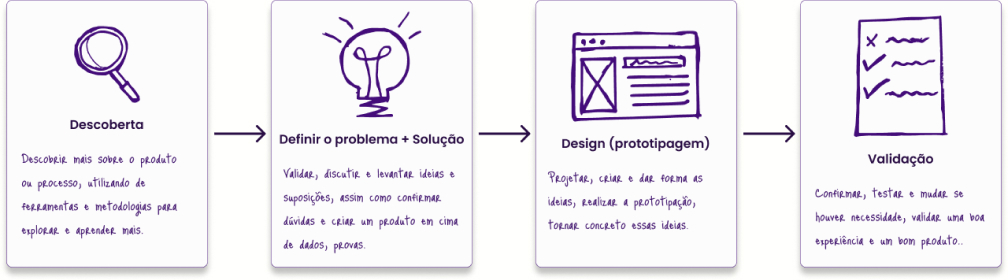 Descoberta
Descobrir mais sobre o produto
ou processo, utilizando de
ferramentas e metodologias para
explorar e aprender mais.
Definir o problema + Solução
Validar, discutir e levantar ideias e
suposições, assim como confirmar
dúvidas e criar um produto em cima
de dados, provas.
Design (prototipagem)
Projetar, criar e dar forma as
ideias, realizar a prototipação,
tornar concreto essas ideias.
Validação
Confirmar, testar e mudar se
houver necessidade, validar uma boa
experiência e um bom produto..